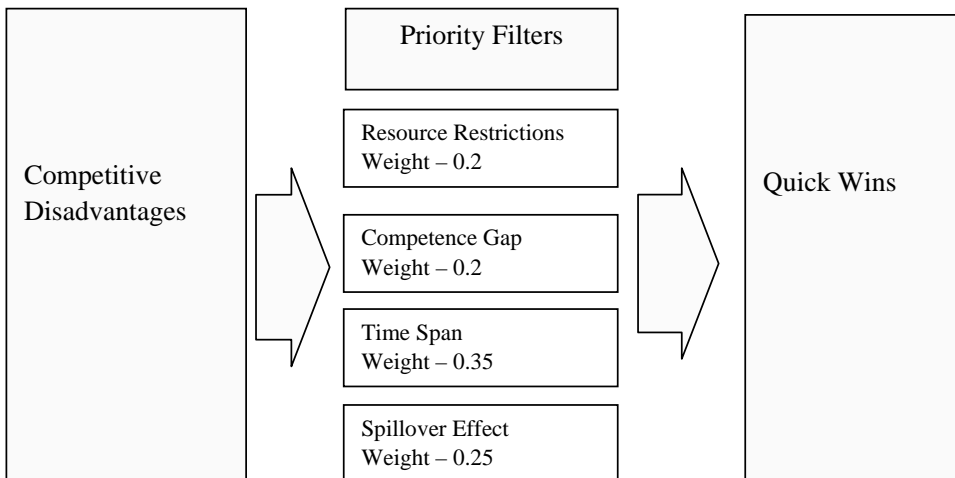 Competitive
Disadvantages
Priority Filters
Resource Restrictions
Weight – 0.2
Competence Gap
Weight – 0.2
Time Span
Weight – 0.35
Spillover Effect
Weight – 0.25
Quick Wins